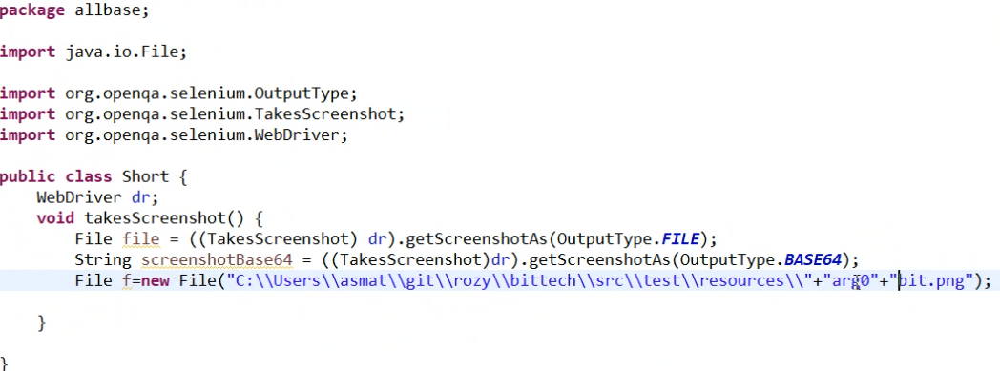 package allbase;
import java.io.File;
import org.openqa.selenium.OutputType;
import org.openqa.selenium.TakesScreenshot;
import org.openqa.selenium.WebDriver;
public class Short {
WebDriver dr;
void takesScreenshot() {
File file = ((TakesScreenshot) dr).getScreenshotAs(OutputType.FILE);
String screenshotBase64 = ((TakesScreenshot)dr).getScreenshotAs(OutputType.BASE64);
File f=new File("C:\\Users\\asmat\\git\\rozy\\bittech\\src\\test\\resources\\"+"arg0"+"bit.png");
}
}